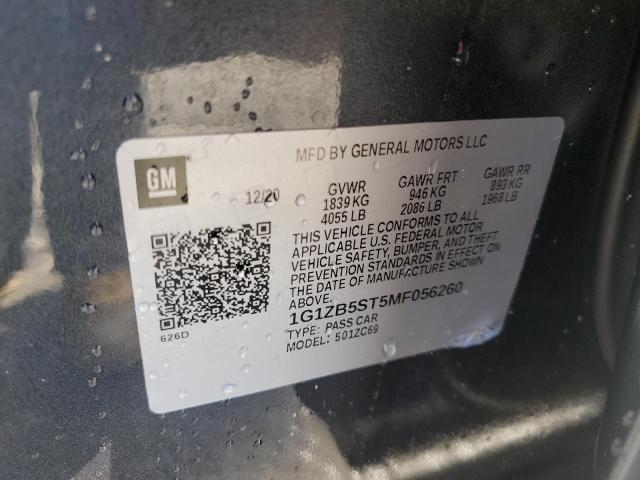 GM
MFD BY GENERAL MOTORS LLC
12/20
GVWR
1839 KG
4055 LB
GAWR FRT
946 KG
2086 LB
GAWR RR
893 KG
1968 LB
THIS VEHICLE CONFORMS TO ALL
APPLICABLE U.S. FEDERAL MOTOR
VEHICLE SAFETY, BUMPER, AND THEFT
PREVENTION STANDARDS IN EFFECT ON
THE DATE OF MANUFACTURE SHOWN
ABOVE.
1G1ZB5ST5MF056260
TYPE: PASS CAR
MODEL: 501ZC69
626D